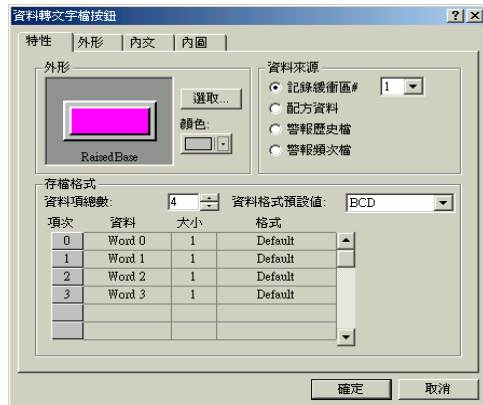 資料轉文字檔按鈕
特性 外形 內文 內圖
外形
選取...
顏色:
RaisedBase
資料來源
記錄緩衝區# 1
配方資料
警報歷史檔
警報頻次檔
存檔格式
資料項總數: 4 資料格式預設值: BCD
項次 資料 大小 格式
0 Word 0 1 Default
1 Word 1 1 Default
2 Word 2 1 Default
3 Word 3 1 Default
確定 取消